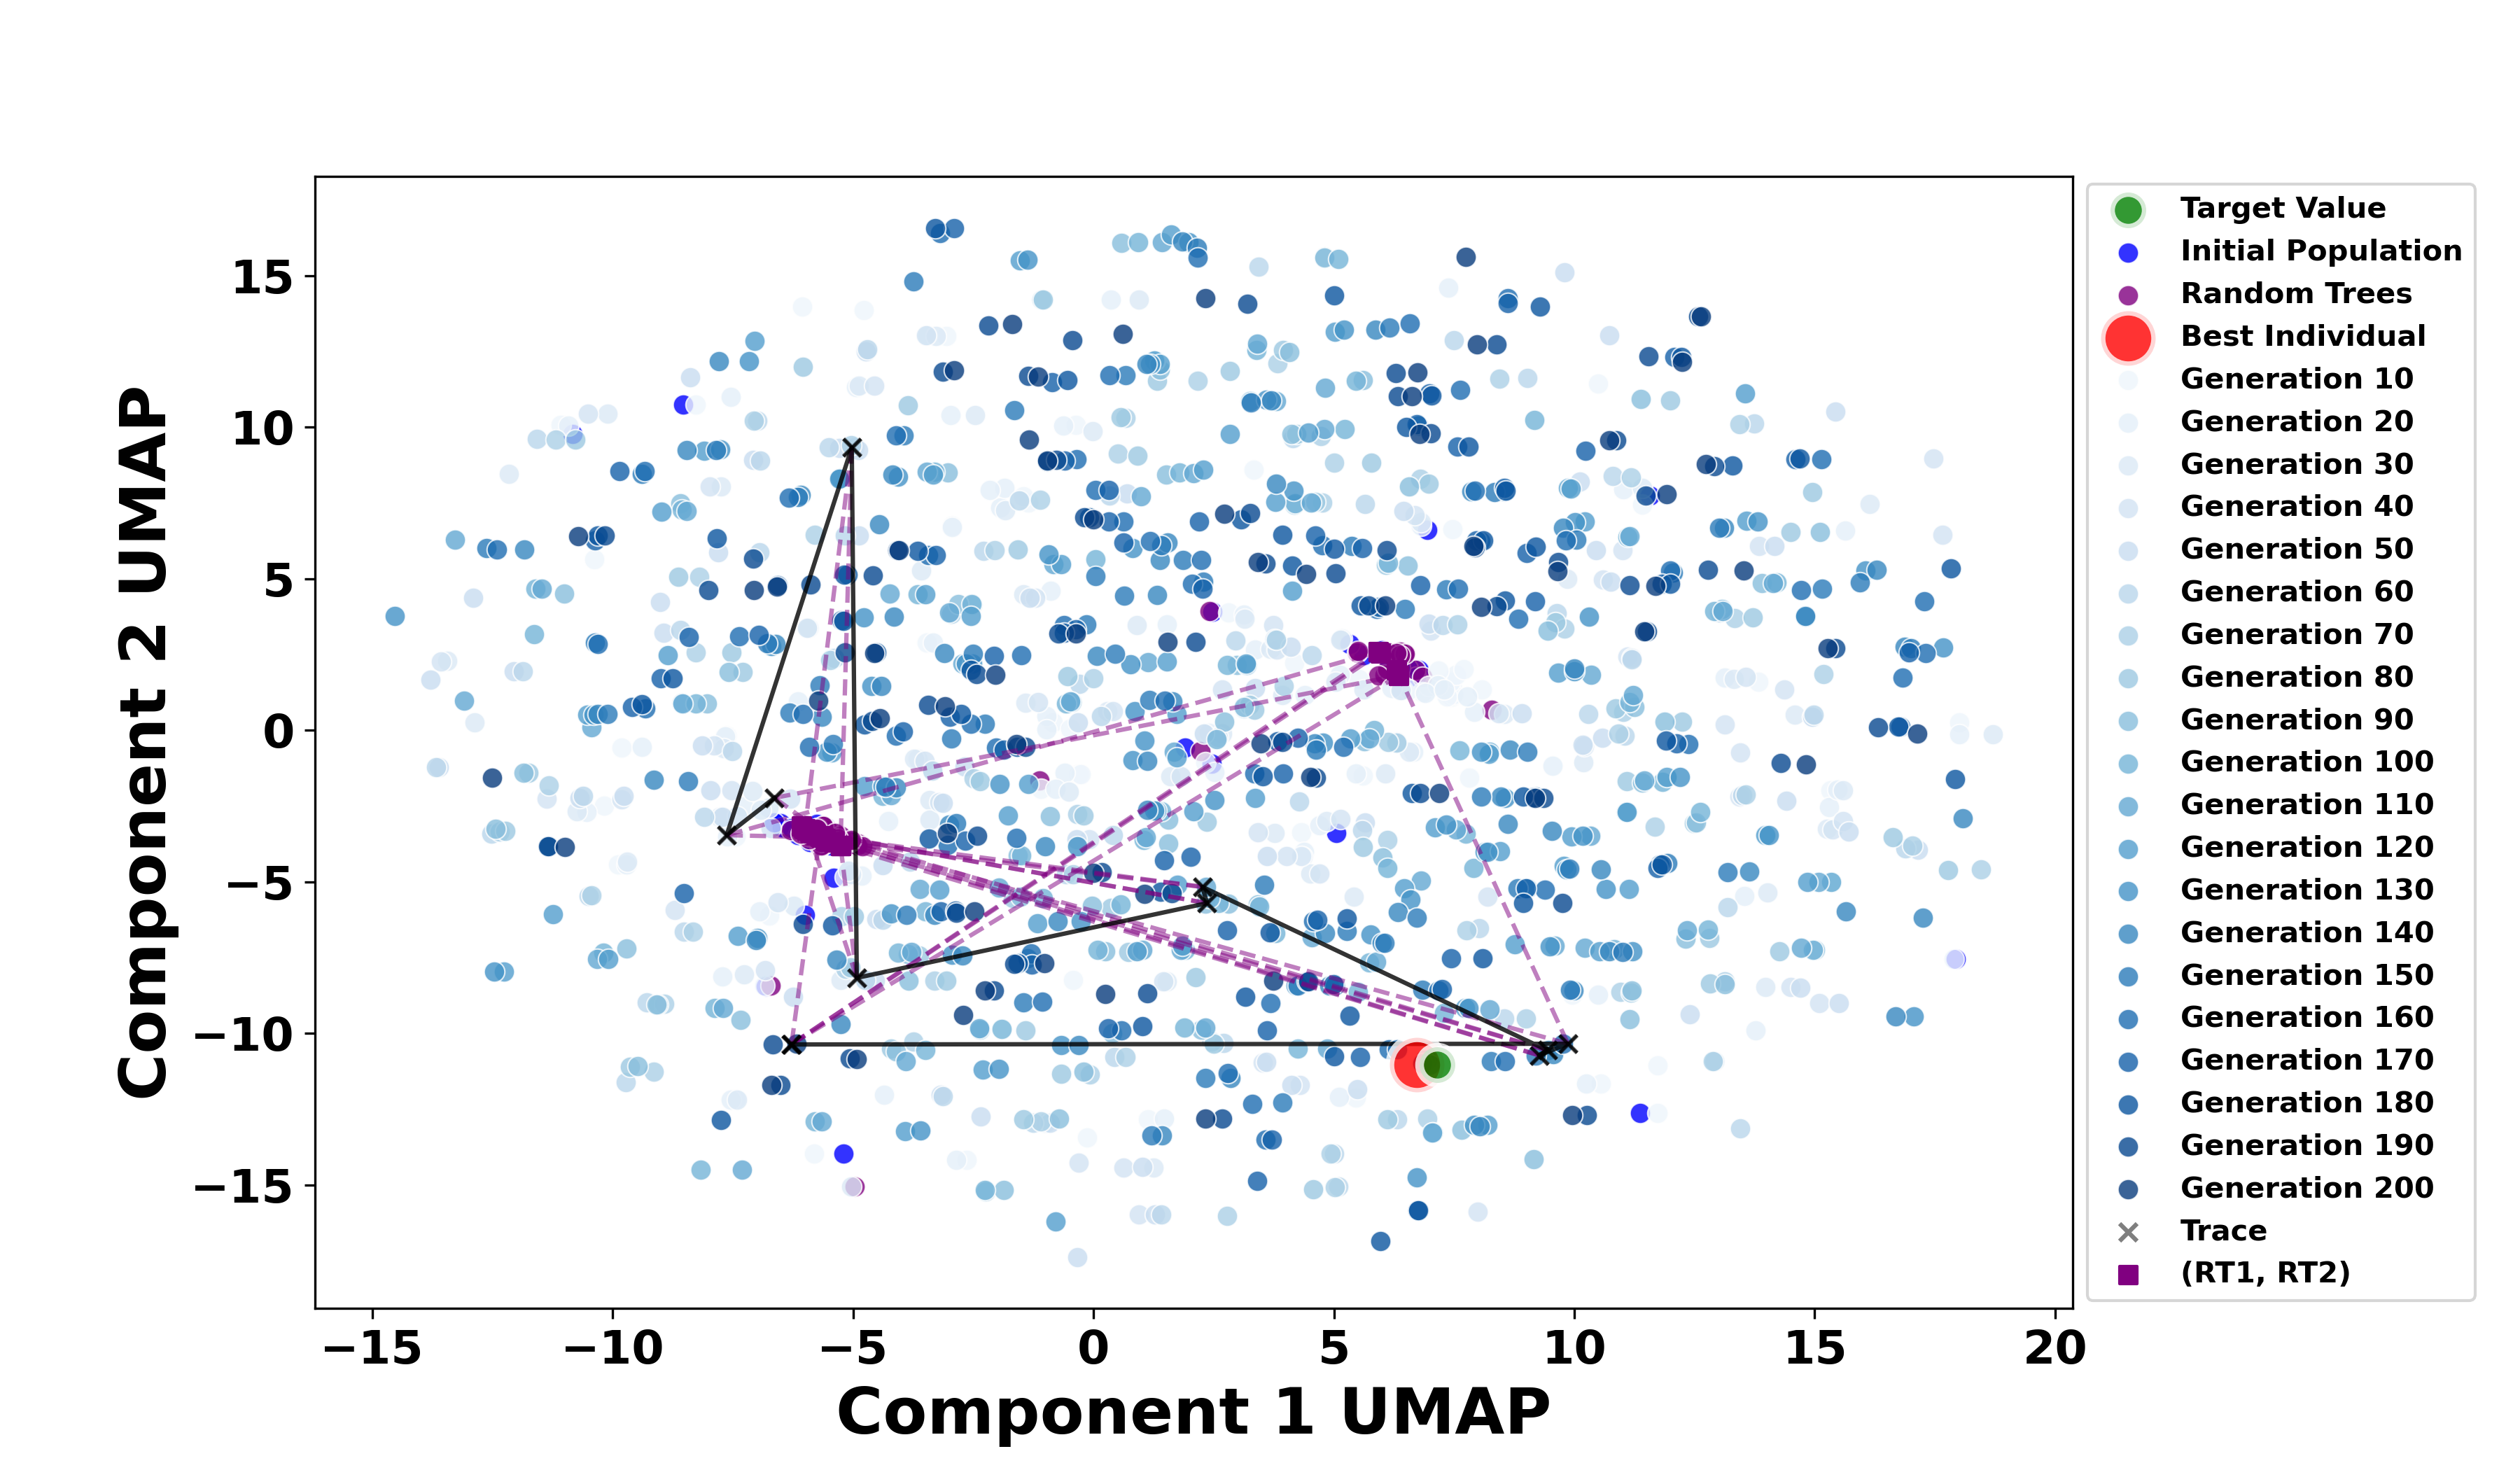 Component 2 UMAP
15
10
5
0
−5
−10
−15
−15
−10
−5
0
5
10
15
20
Component 1 UMAP
Target Value
Initial Population
Random Trees
Best Individual
Generation 10
Generation 20
Generation 30
Generation 40
Generation 50
Generation 60
Generation 70
Generation 80
Generation 90
Generation 100
Generation 110
Generation 120
Generation 130
Generation 140
Generation 150
Generation 160
Generation 170
Generation 180
Generation 190
Generation 200
Trace
(RT1, RT2)